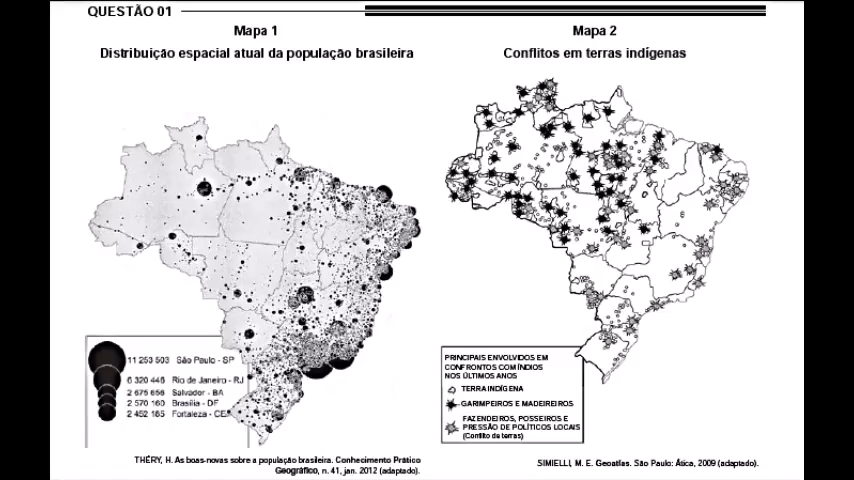 QUESTÃO 01
Mapa 1
Distribuição espacial atual da população brasileira
11 253 503 São Paulo - SP
6 320 446 Rio de Janeiro - RJ
2 675 656 Salvador - BA
2 570 160 Brasília - DF
2 452 185 Fortaleza - CE
THÉRY, H. As boas-novas sobre a população brasileira. Conhecimento Prático
Geográfico, n. 41, jan. 2012 (adaptado).
Mapa 2
Conflitos em terras indígenas
PRINCIPAIS ENVOLVIDOS EM
CONFRONTOS COM ÍNDIOS
NOS ÚLTIMOS ANOS
TERRA INDÍGENA
GARIMPEIROS E MADEIREIROS
FAZENDEIROS, POSSEIROS E
PRESSÃO DE POLÍTICOS LOCAIS
(Conflito de terras)
SIMIELLI, M. E. Geoatlas. São Paulo: Ática, 2009 (adaptado).